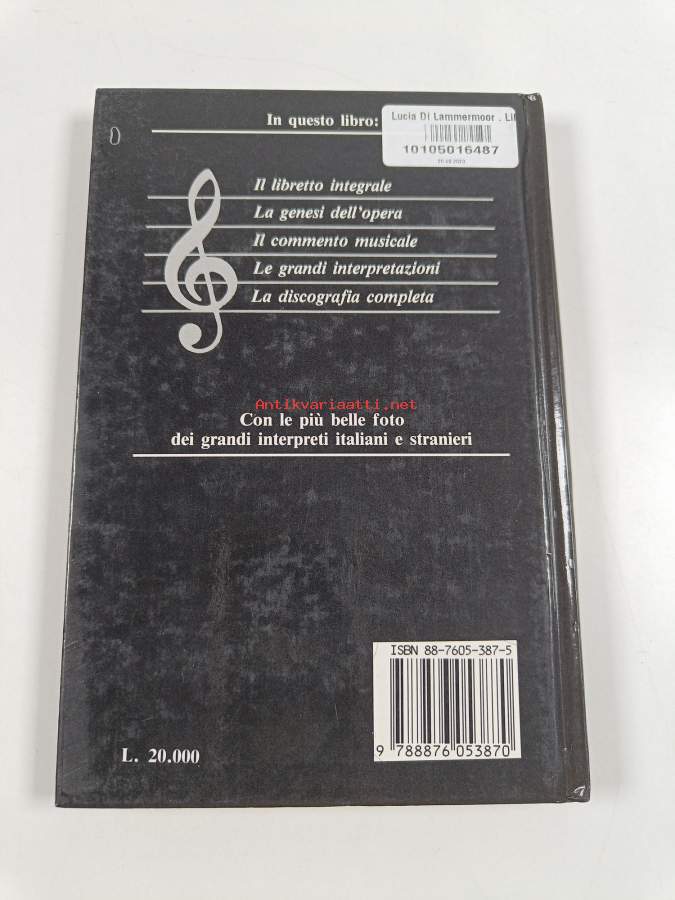 In questo libro:
Lucia Di Lammermoor . Li
10105016487
Il libretto integrale
La genesi dell'opera
Il commento musicale
Le grandi interpretazioni
La discografia completa
Antikvariaatti.net
Con le più belle foto
dei grandi interpreti italiani e stranieri
ISBN 88-7605-387-5
9 788876 053870
L. 20.000